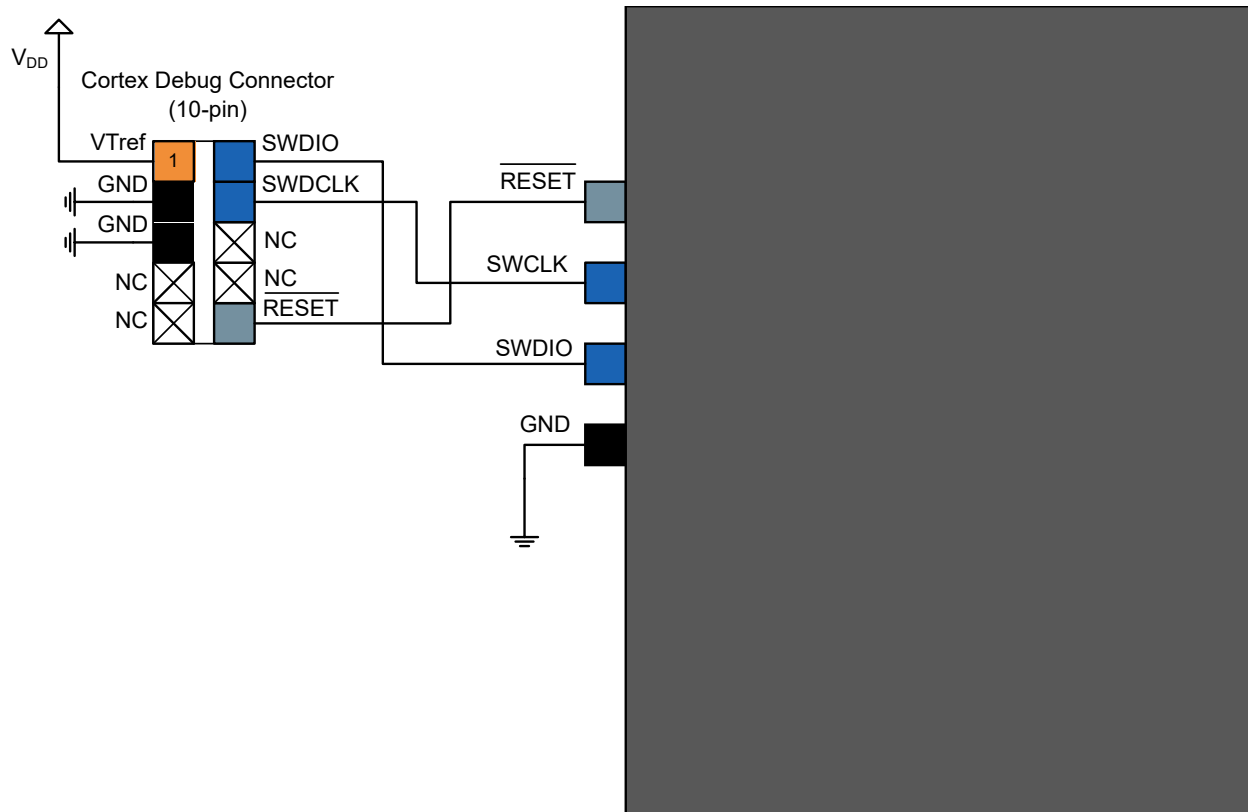 V_DD
Cortex Debug Connector
(10-pin)
VTref
1
SWDIO
GND
SWDCLK
GND
NC
NC
NC
NC
RESET
RESET
SWCLK
SWDIO
GND